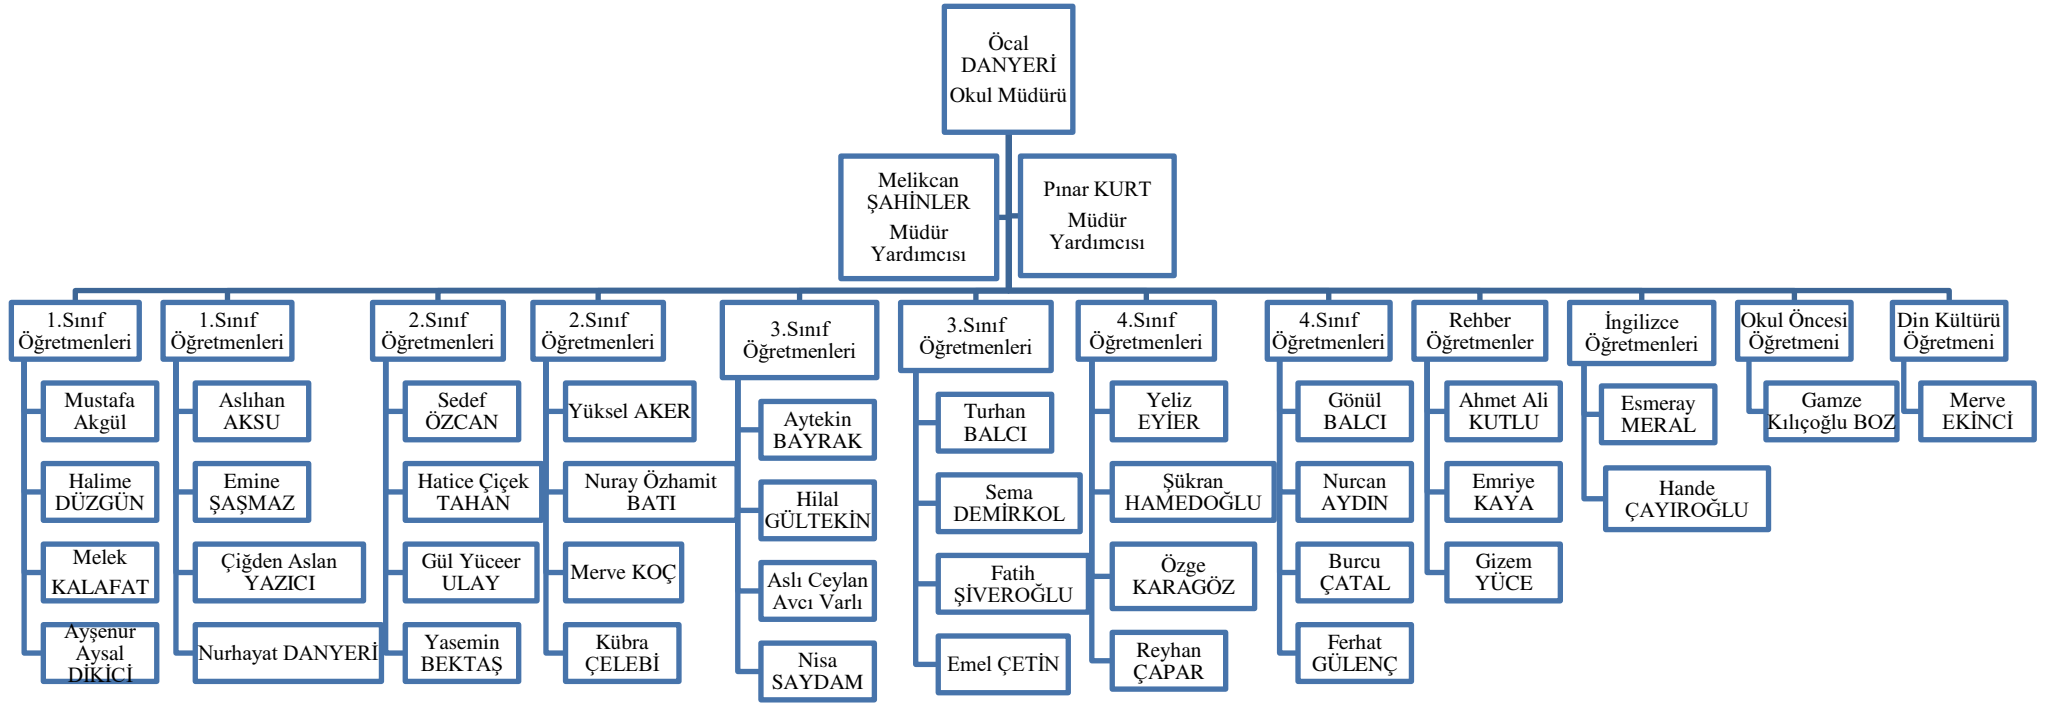 Öcal
DANYERİ
Okul Müdürü
Melikcan
ŞAHİNLER
Müdür
Yardımcısı
Pınar KURT
Müdür
Yardımcısı
1.Sınıf
Öğretmenleri
Mustafa
Akgül
Halime
DÜZGÜN
Melek
KALAFAT
Ayşenur
Aysal
DİKİCİ
1.Sınıf
Öğretmenleri
Aslıhan
AKSU
Emine
ŞAŞMAZ
Çiğden Aslan
YAZICI
Nurhayat DANYERİ
2.Sınıf
Öğretmenleri
Sedef
ÖZCAN
Hatice Çiçek
TAHAN
Gül Yüceer
ULAY
Yasemin
BEKTAŞ
2.Sınıf
Öğretmenleri
Yüksel AKER
Nuray Özhamit
BATI
Merve KOÇ
Kübra
ÇELEBİ
3.Sınıf
Öğretmenleri
Aytekin
BAYRAK
Hilal
GÜLTEKİN
Aslı Ceylan
Avcı Varlı
Nisa
SAYDAM
3.Sınıf
Öğretmenleri
Turhan
BALCI
Sema
DEMİRKOL
Fatih
ŞİVEROĞLU
Emel ÇETİN
4.Sınıf
Öğretmenleri
Yeliz
EYİER
Şükran
HAMEDOĞLU
Özge
KARAGÖZ
Reyhan
ÇAPAR
4.Sınıf
Öğretmenleri
Gönül
BALCI
Nurcan
AYDIN
Burcu
ÇATAL
Ferhat
GÜLENÇ
Rehber
Öğretmenler
Ahmet Ali
KUTLU
Emriye
KAYA
Gizem
YÜCE
İngilizce
Öğretmenleri
Esmeray
MERAL
Hande
ÇAYIROĞLU
Okul Öncesi
Öğretmeni
Gamze
Kılıçoğlu BOZ
Din Kültürü
Öğretmeni
Merve
EKİNCİ